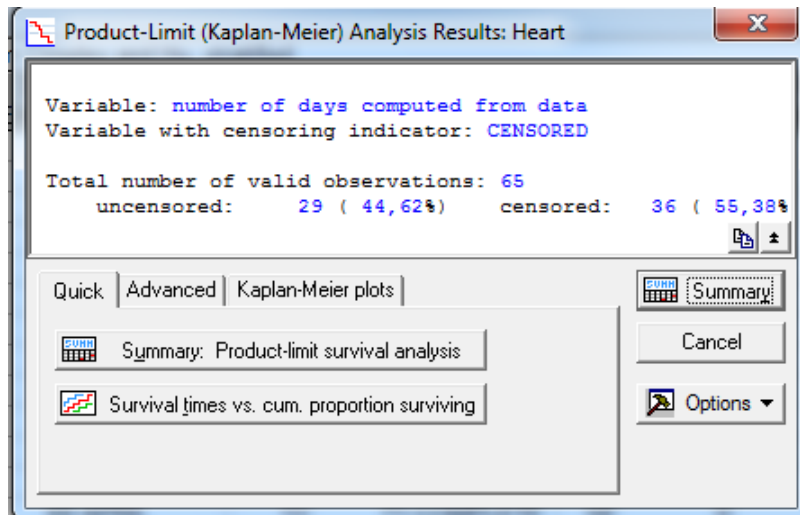 Product-Limit (Kaplan-Meier) Analysis Results: Heart
x
Variable: number of days computed from data
Variable with censoring indicator: CENSORED
Total number of valid observations: 65
uncensored: 29 ( 44,62%) censored: 36 ( 55,38%
Quick Advanced Kaplan-Meier plots
SUMM Summary
SUMM Summary: Product-limit survival analysis
Cancel
Survival times vs. cum. proportion surviving
Options